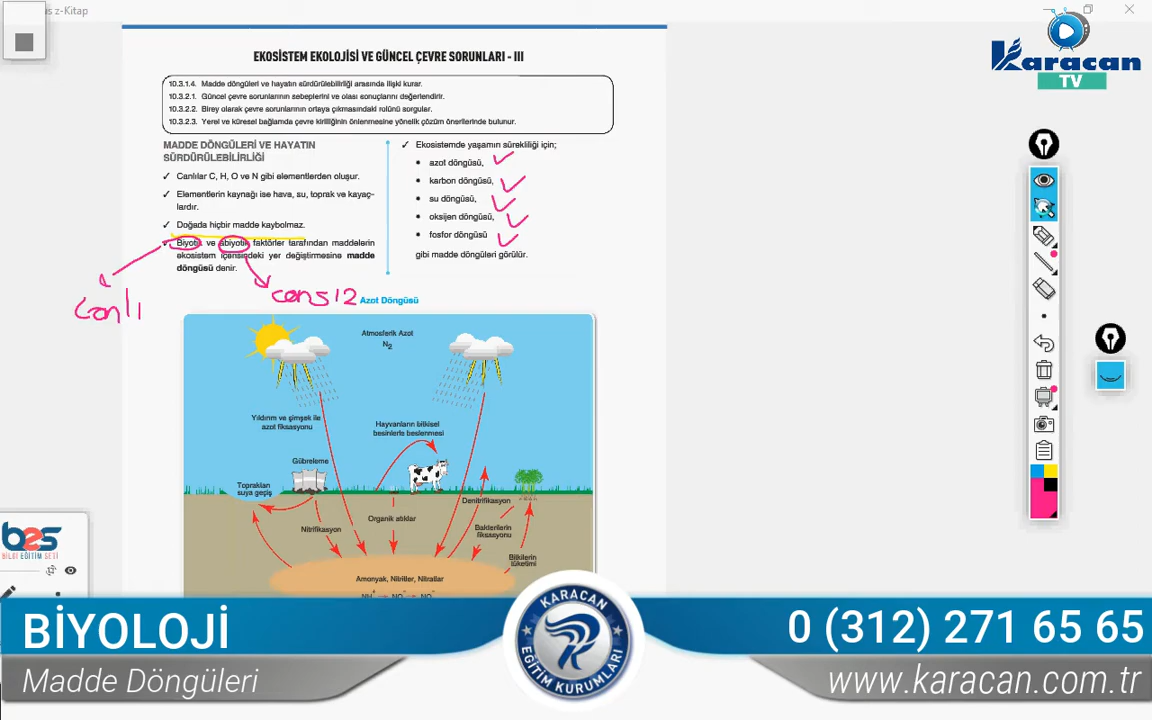 us z-Kitap
Karacan
TV
EKOSİSTEM EKOLOJİSİ VE GÜNCEL ÇEVRE SORUNLARI - III
10.3.1.4. Madde döngüleri ve hayatın sürdürülebilirliği arasında ilişki kurar.
10.3.2.1. Güncel çevre sorunlarının sebeplerini ve olası sonuçlarını değerlendirir.
10.3.2.2. Birey olarak çevre sorunlarının ortaya çıkmasındaki rolünü sorgular.
10.3.2.3. Yerel ve küresel bağlamda çevre kirliliğinin önlenmesine yönelik çözüm önerilerinde bulunur.
MADDE DÖNGÜLERİ VE HAYATIN
SÜRDÜRÜLEBİLİRLİĞİ
✓ Canlılar C, H, O ve N gibi elementlerden oluşur.
✓ Elementlerin kaynağı ise hava, su, toprak ve kayaç-
lardır.
✓ Doğada hiçbir madde kaybolmaz.
✓ Biyotik ve abiyotik faktörler tarafından maddelerin
ekosistem içerisindeki yer değiştirmesine madde
döngüsü denir.
✓ Ekosistemde yaşamın sürekliliği için;
• azot döngüsü,
• karbon döngüsü,
• su döngüsü,
• oksijen döngüsü,
• fosfor döngüsü
gibi madde döngüleri görülür.
canlı
cansız
Azot Döngüsü
Atmosferik Azot
N2
Yıldırım ve şimşek ile
azot fiksasyonu
Hayvanların bitkisel
besinlerle beslenmesi
Gübreleme
Topraktan
suya geçiş
Nitrifikasyon
Organik atıklar
Denitrifikasyon
Bakterilerin
fiksasyonu
Bitkilerin
tüketimi
Amonyak, Nitritler, Nitratlar
b2s
BİLGİ EĞİTİM SETİ
BİYOLOJİ
Madde Döngüleri
KARACAN
EĞİTİM KURUMLARI
0 (312) 271 65 65
www.karacan.com.tr